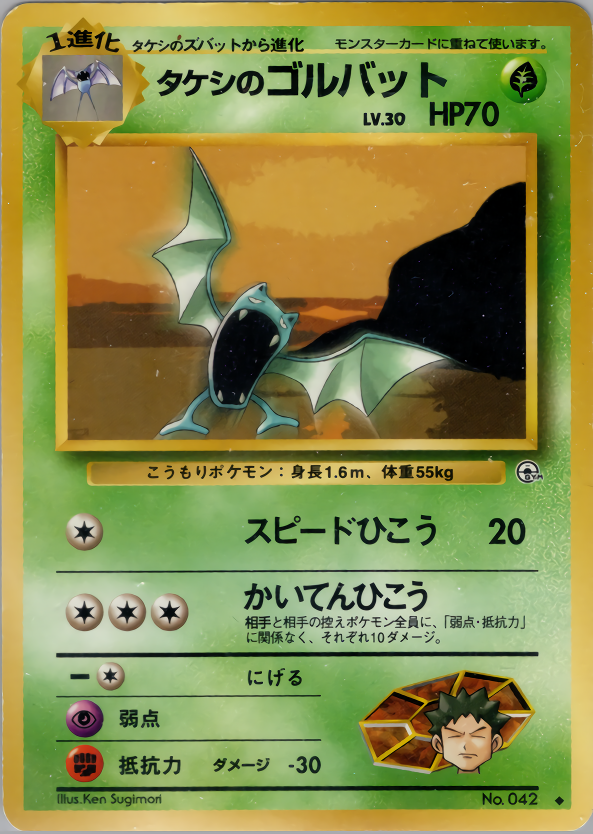 1進化 タケシのズバットから進化 モンスターカードに重ねて使います。
タケシのゴルバット
LV.30 HP70
こうもりポケモン：身長1.6m、体重55kg
GYM
スピードひこう 20
かいてんひこう
相手と相手の控えポケモン全員に、「弱点・抵抗力」
に関係なく、それぞれ10ダメージ。
にげる
弱点
抵抗力 ダメージ -30
Illus.Ken Sugimori No. 042